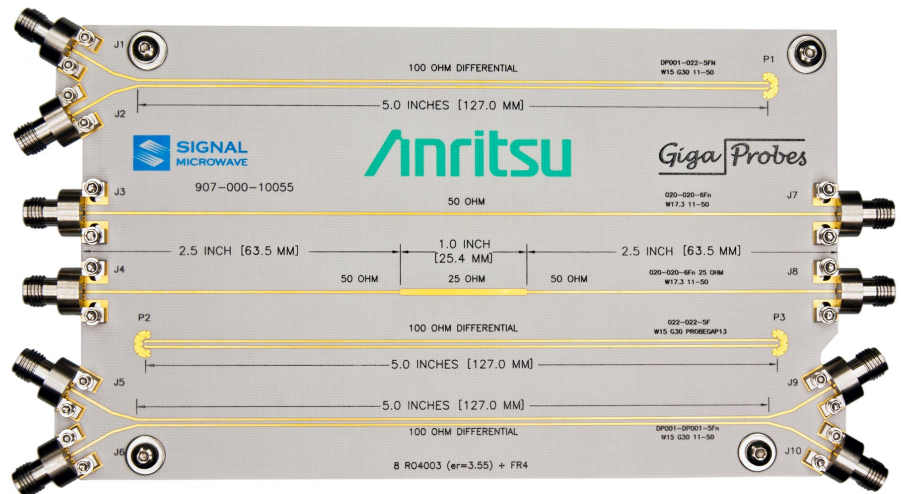 J1
100 OHM DIFFERENTIAL
DP001-022-5FN
W15 G30 11-50
P1
5.0 INCHES [127.0 MM]
J2
SIGNAL
MICROWAVE
Anritsu
Giga Probes
907-000-10055
J3
50 OHM
020-020-6Fn
W17.3 11-50
J7
2.5 INCH [63.5 MM]
1.0 INCH
[25.4 MM]
2.5 INCH [63.5 MM]
J4
50 OHM
25 OHM
50 OHM
020-020-6Fn 25 OHM
W17.3 11-50
J8
P2
100 OHM DIFFERENTIAL
022-022-5F
W15 G30 PROBEGAP13
P3
5.0 INCHES [127.0 MM]
J5
J9
5.0 INCHES [127.0 MM]
100 OHM DIFFERENTIAL
DP001-DP001-5Fn
W15 G30 11-50
J6
J10
8 RO4003 (er=3.55) + FR4